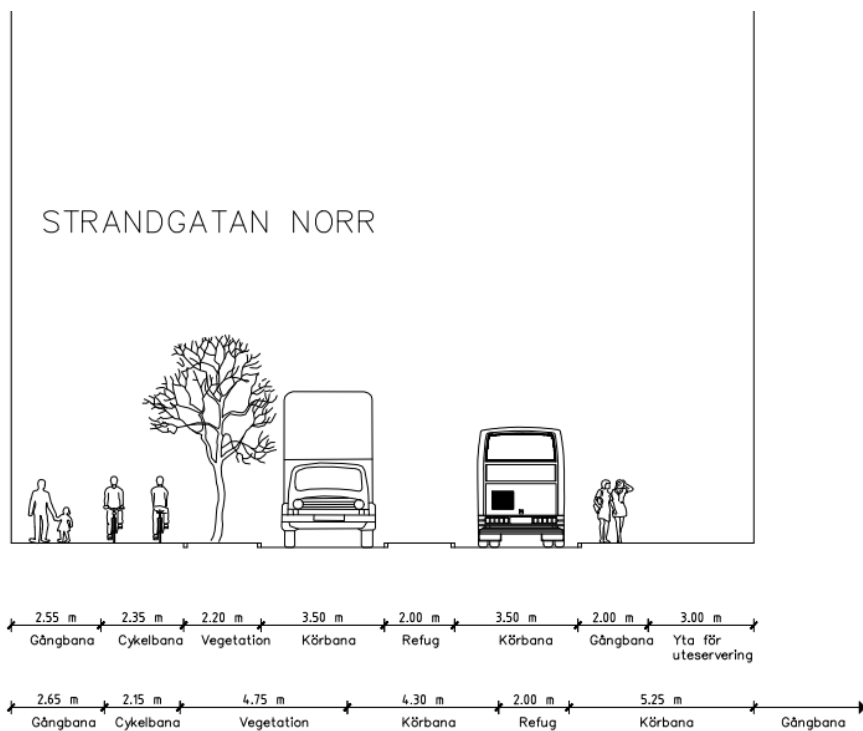 STRANDGATAN NORR
2.55 m 2.35 m 2.20 m 3.50 m 2.00 m 3.50 m 2.00 m 3.00 m
Gångbana Cykelbana Vegetation Körbana Refug Körbana Gångbana Yta för
uteservering
2.65 m 2.15 m 4.75 m 4.30 m 2.00 m 5.25 m
Gångbana Cykelbana Vegetation Körbana Refug Körbana Gångbana